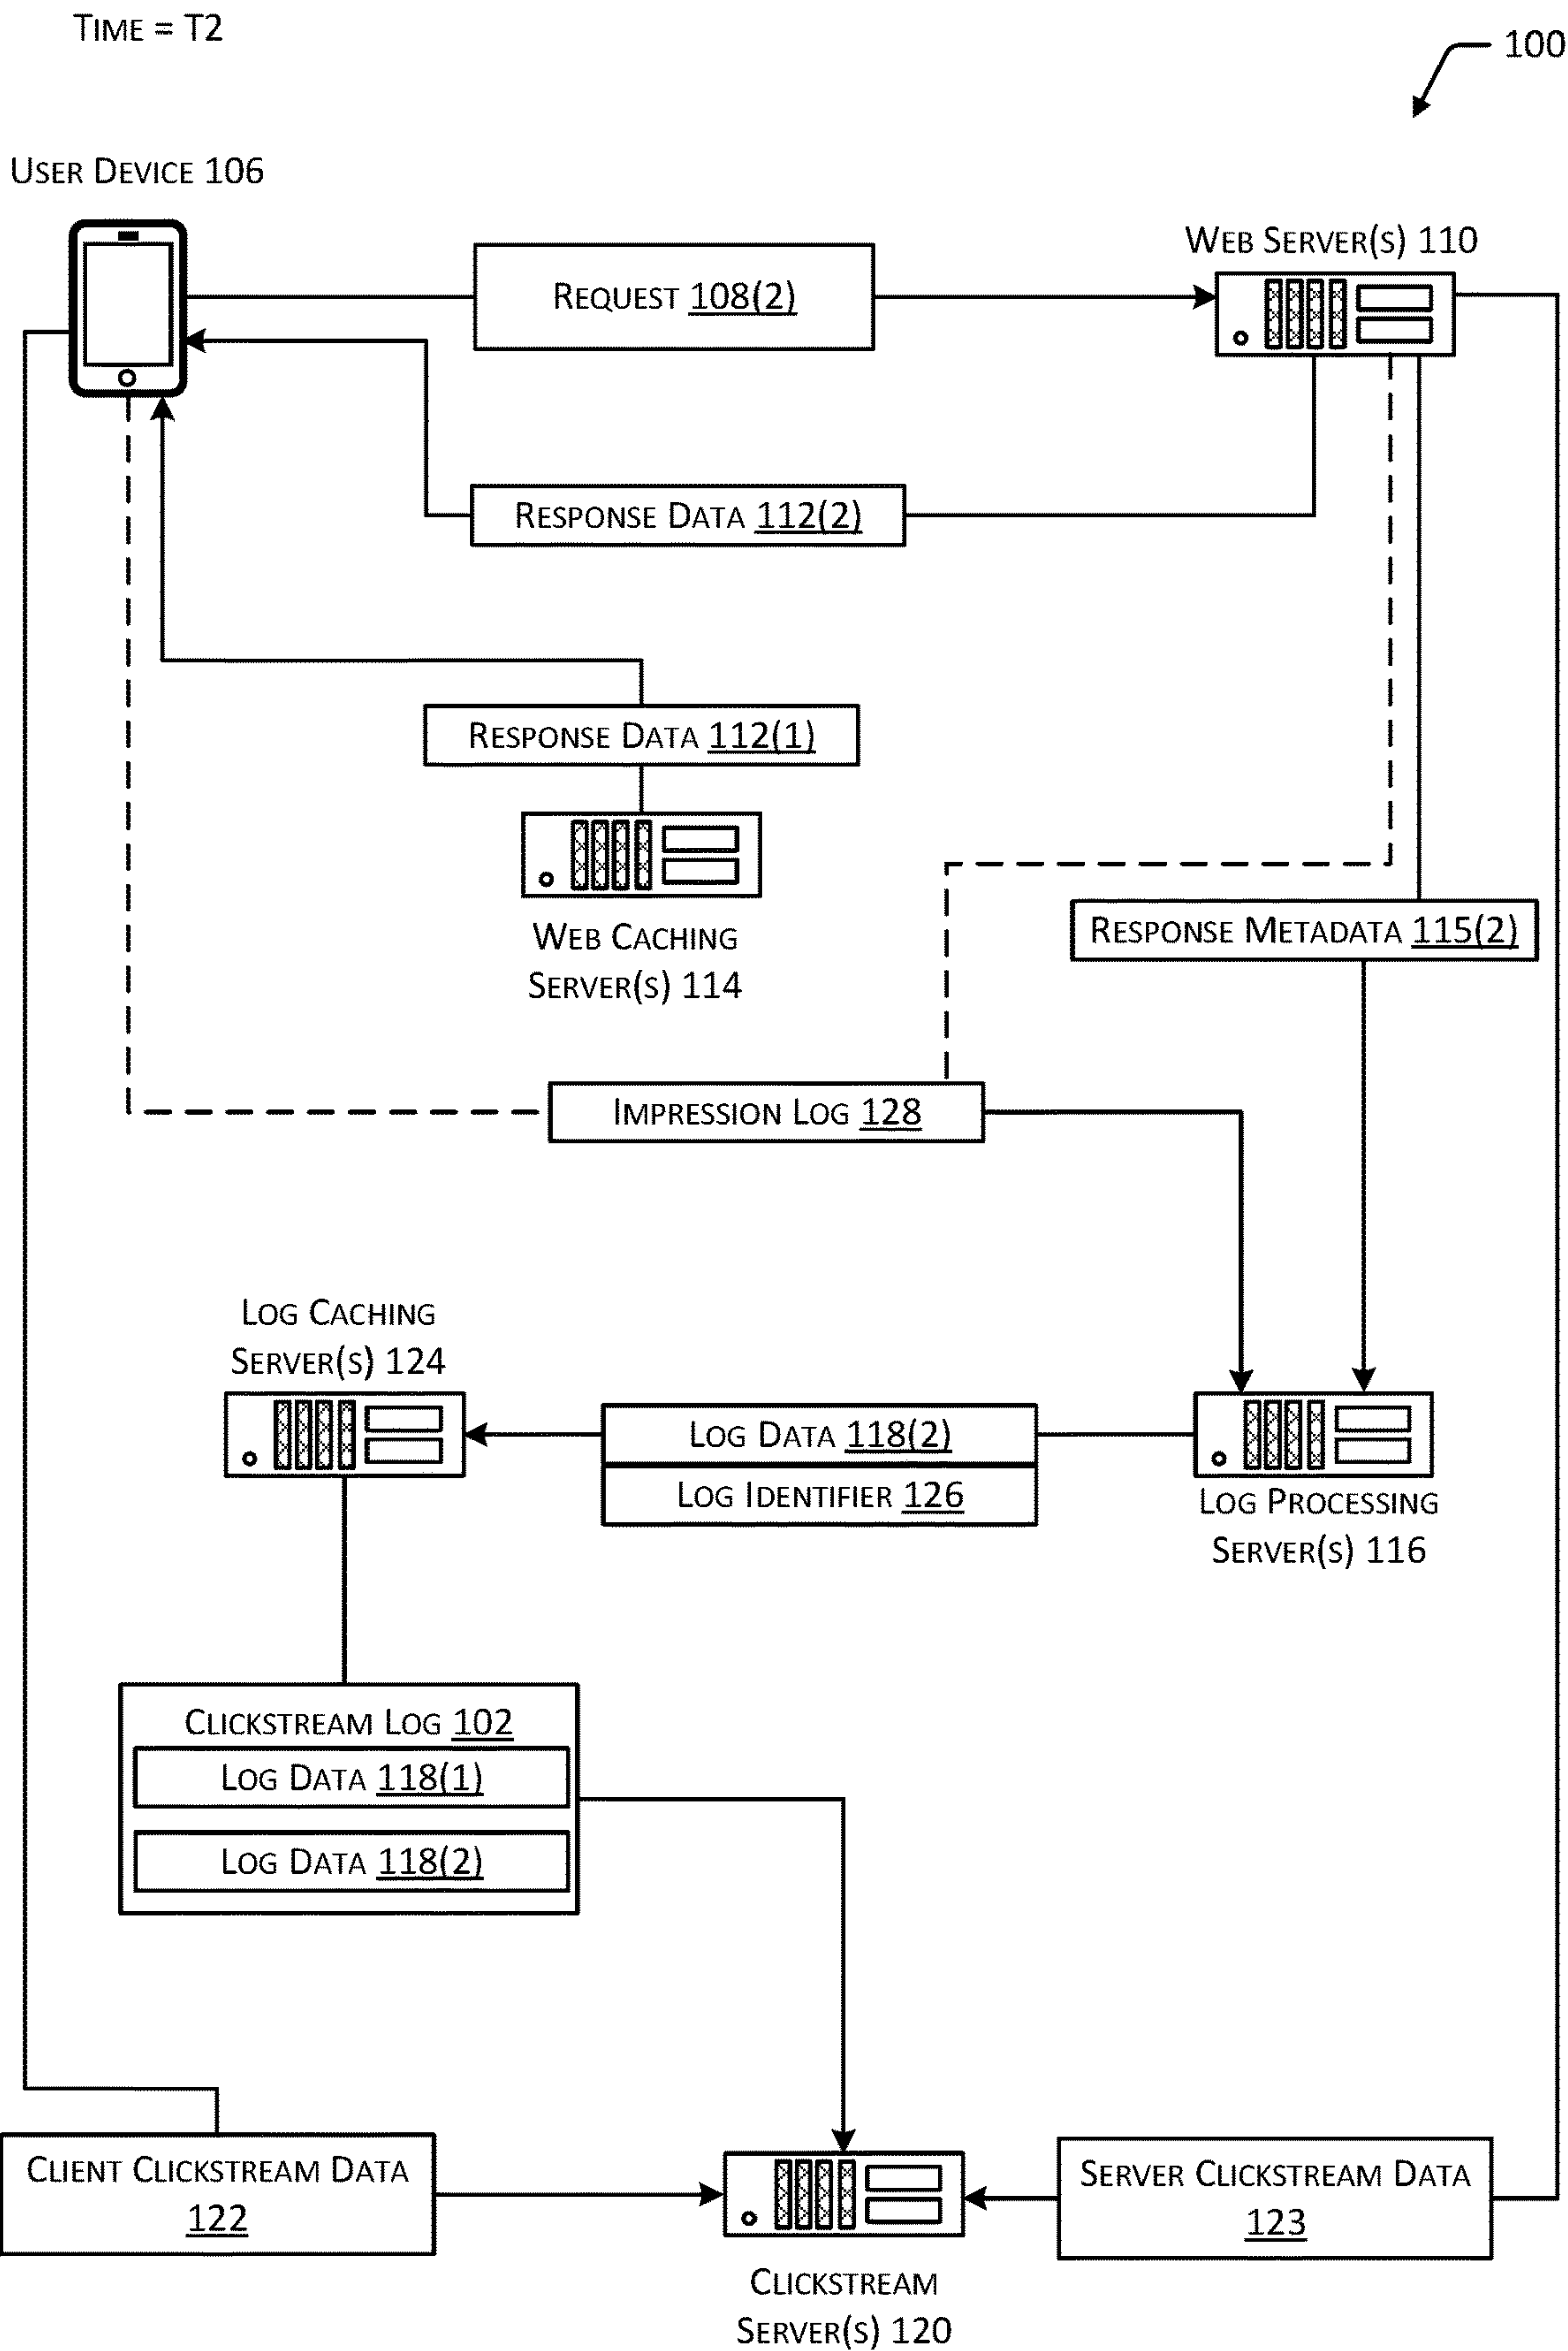 TIME = T2
100
USER DEVICE 106
WEB SERVER(S) 110
REQUEST 108(2)
RESPONSE DATA 112(2)
RESPONSE DATA 112(1)
WEB CACHING
SERVER(S) 114
RESPONSE METADATA 115(2)
IMPRESSION LOG 128
LOG CACHING
SERVER(S) 124
LOG DATA 118(2)
LOG IDENTIFIER 126
LOG PROCESSING
SERVER(S) 116
CLICKSTREAM LOG 102
LOG DATA 118(1)
LOG DATA 118(2)
CLIENT CLICKSTREAM DATA
122
SERVER CLICKSTREAM DATA
123
CLICKSTREAM
SERVER(S) 120